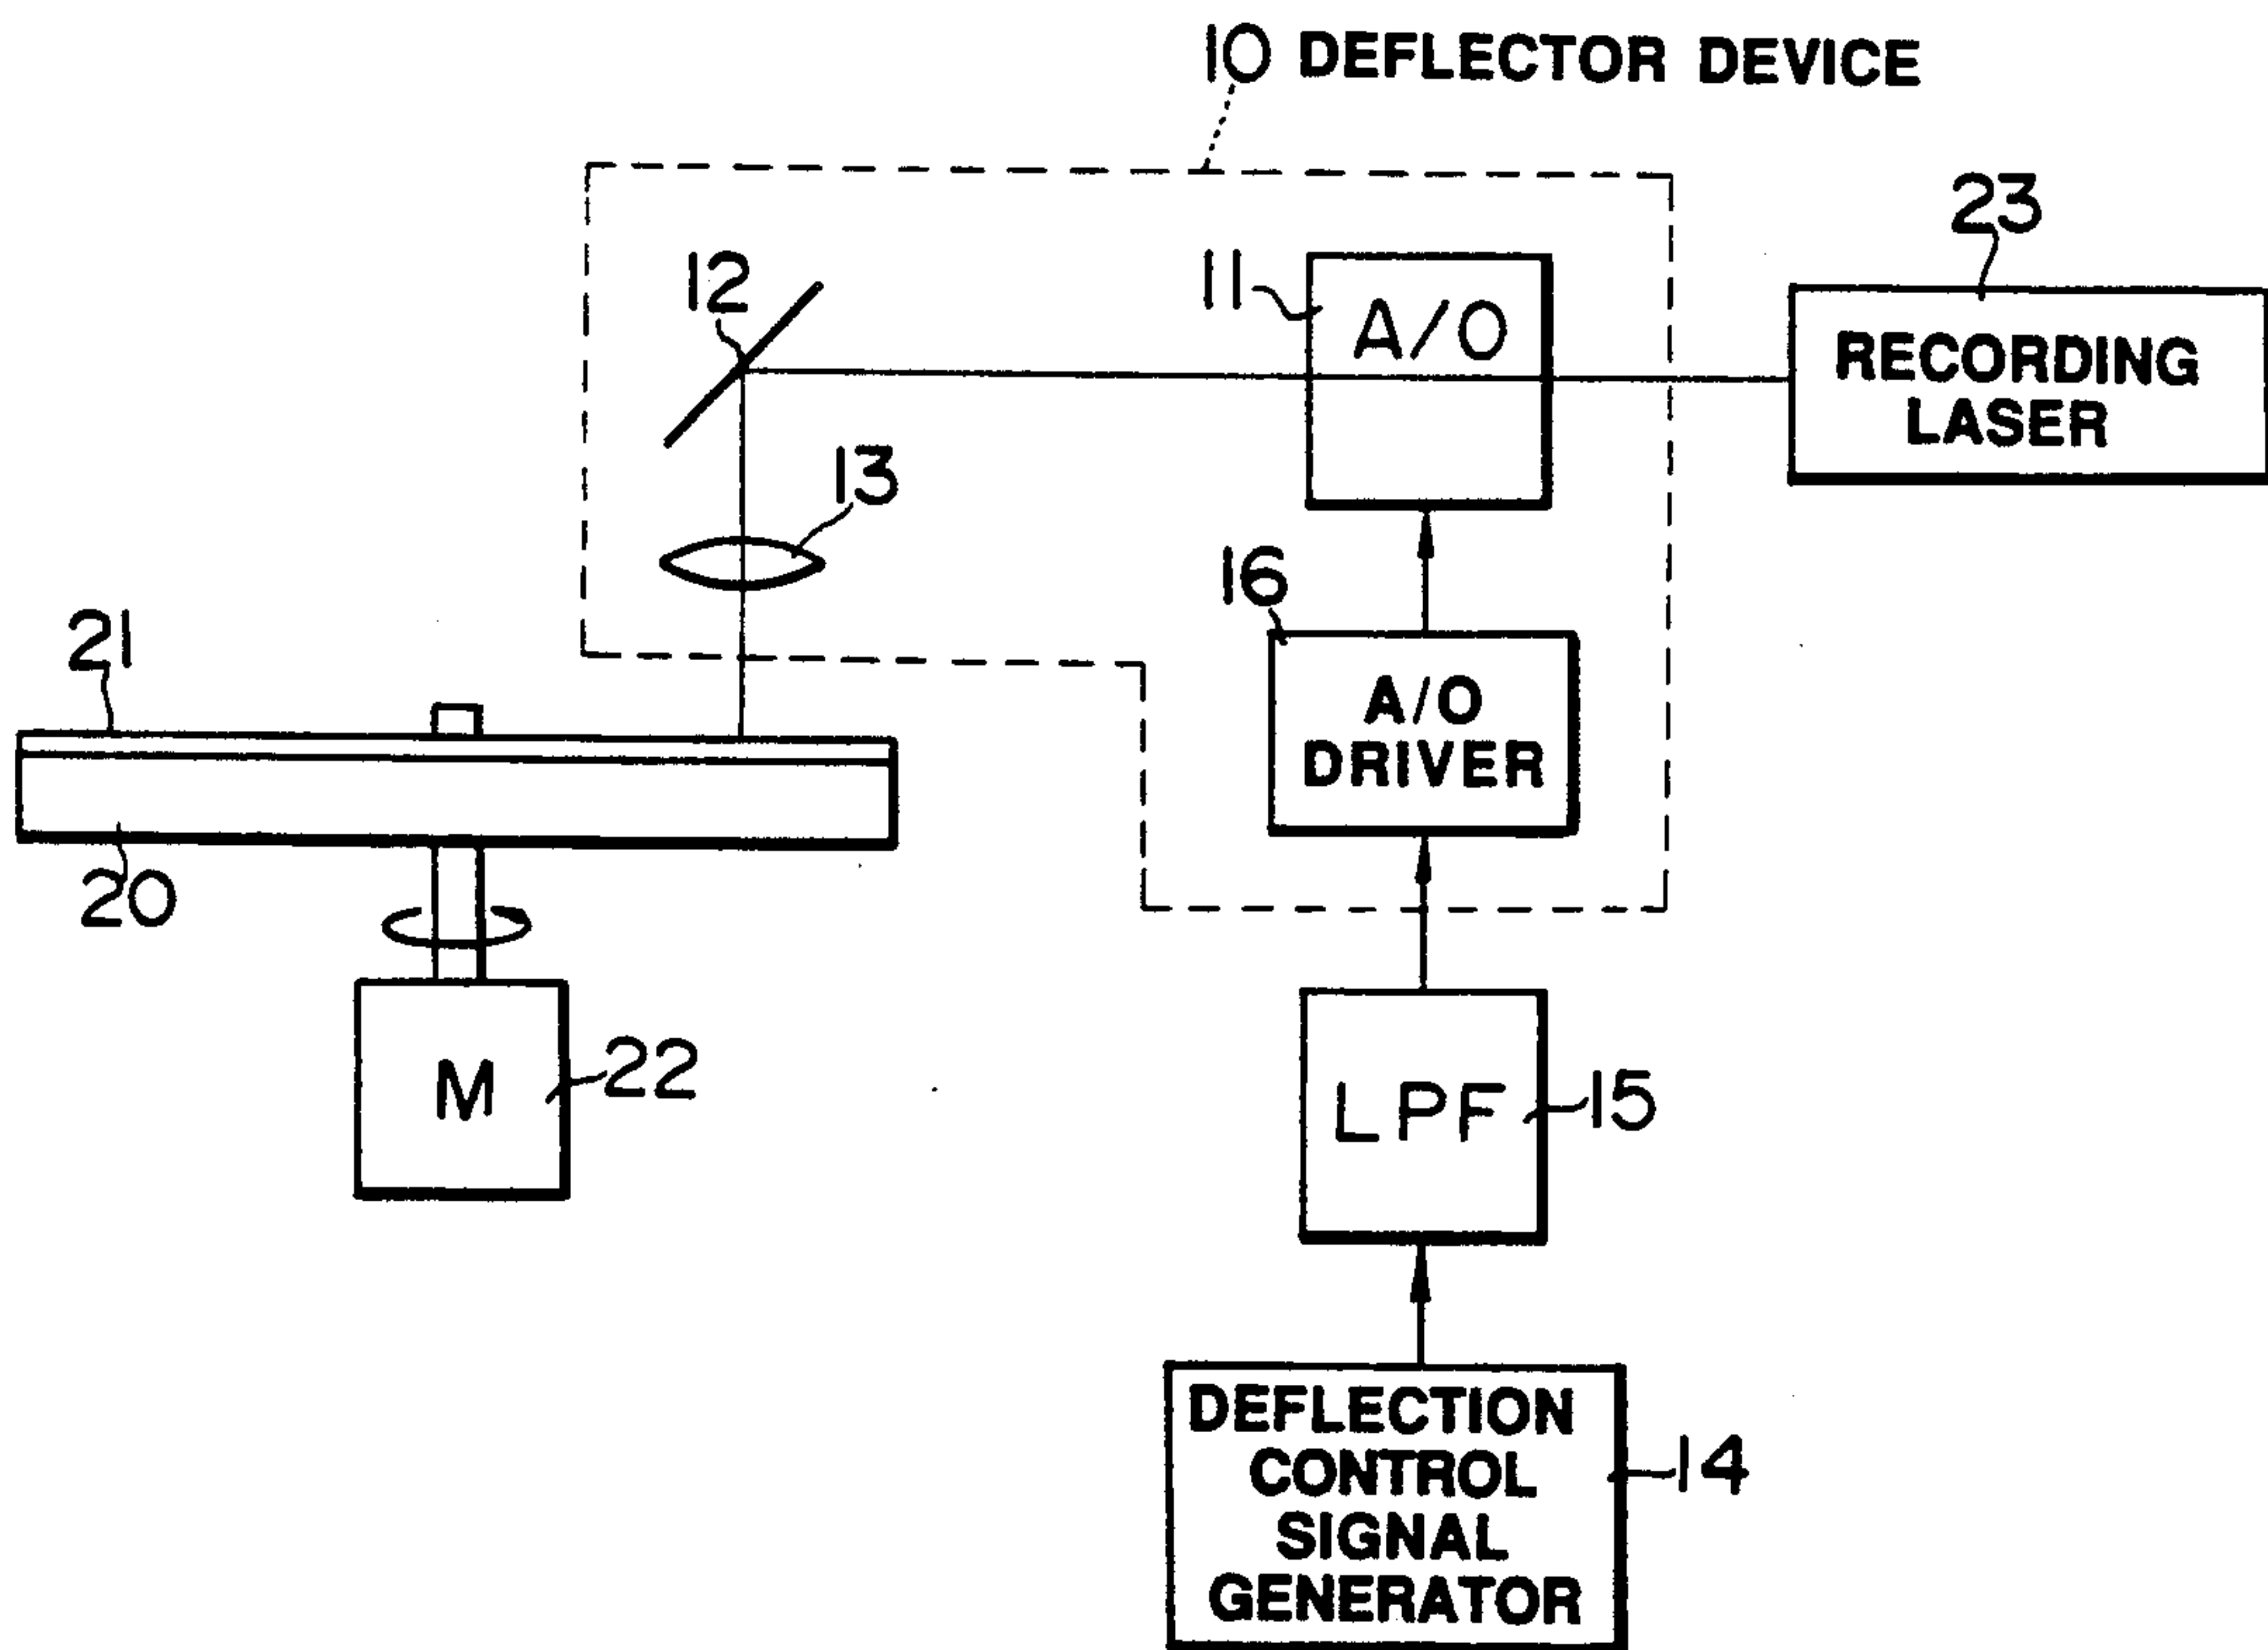 10 DEFLECTOR DEVICE
23
12
11
A/O
RECORDING
LASER
13
16
21
A/O
DRIVER
20
M
22
LPF
15
DEFLECTION
CONTROL
SIGNAL
GENERATOR
14